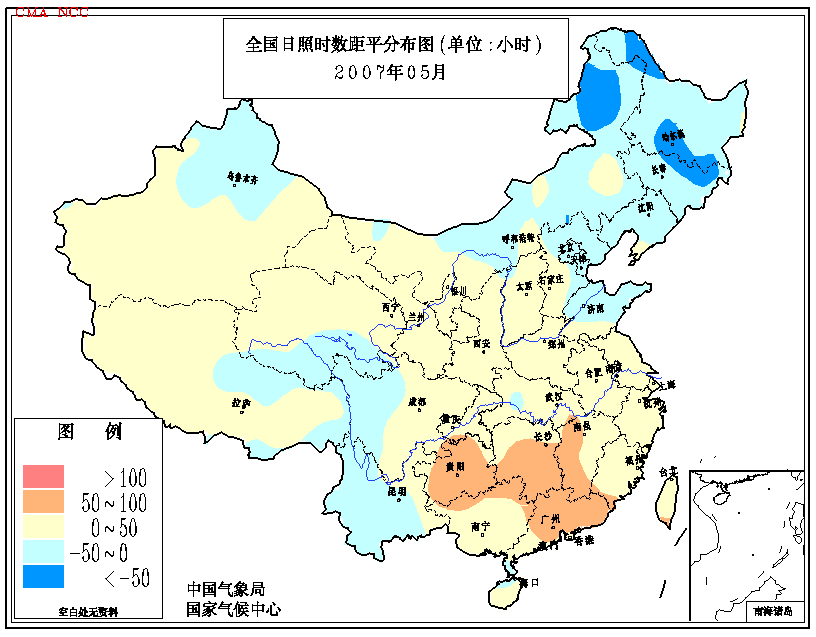 CMA NCC
全国日照时数距平分布图(单位:小时)
2007年05月
哈尔滨
长春
乌鲁木齐
沈阳
呼和浩特
北京
天津
银川
太原
石家庄
西宁
兰州
济南
西安
郑州
合肥
南京
上海
拉萨
成都
武汉
杭州
重庆
南昌
长沙
贵阳
福州
台北
昆明
南宁
广州
澳门
香港
海口
图 例
>100
50~100
0~50
-50~0
<-50
空白处无资料
中国气象局
国家气候中心
南海诸岛